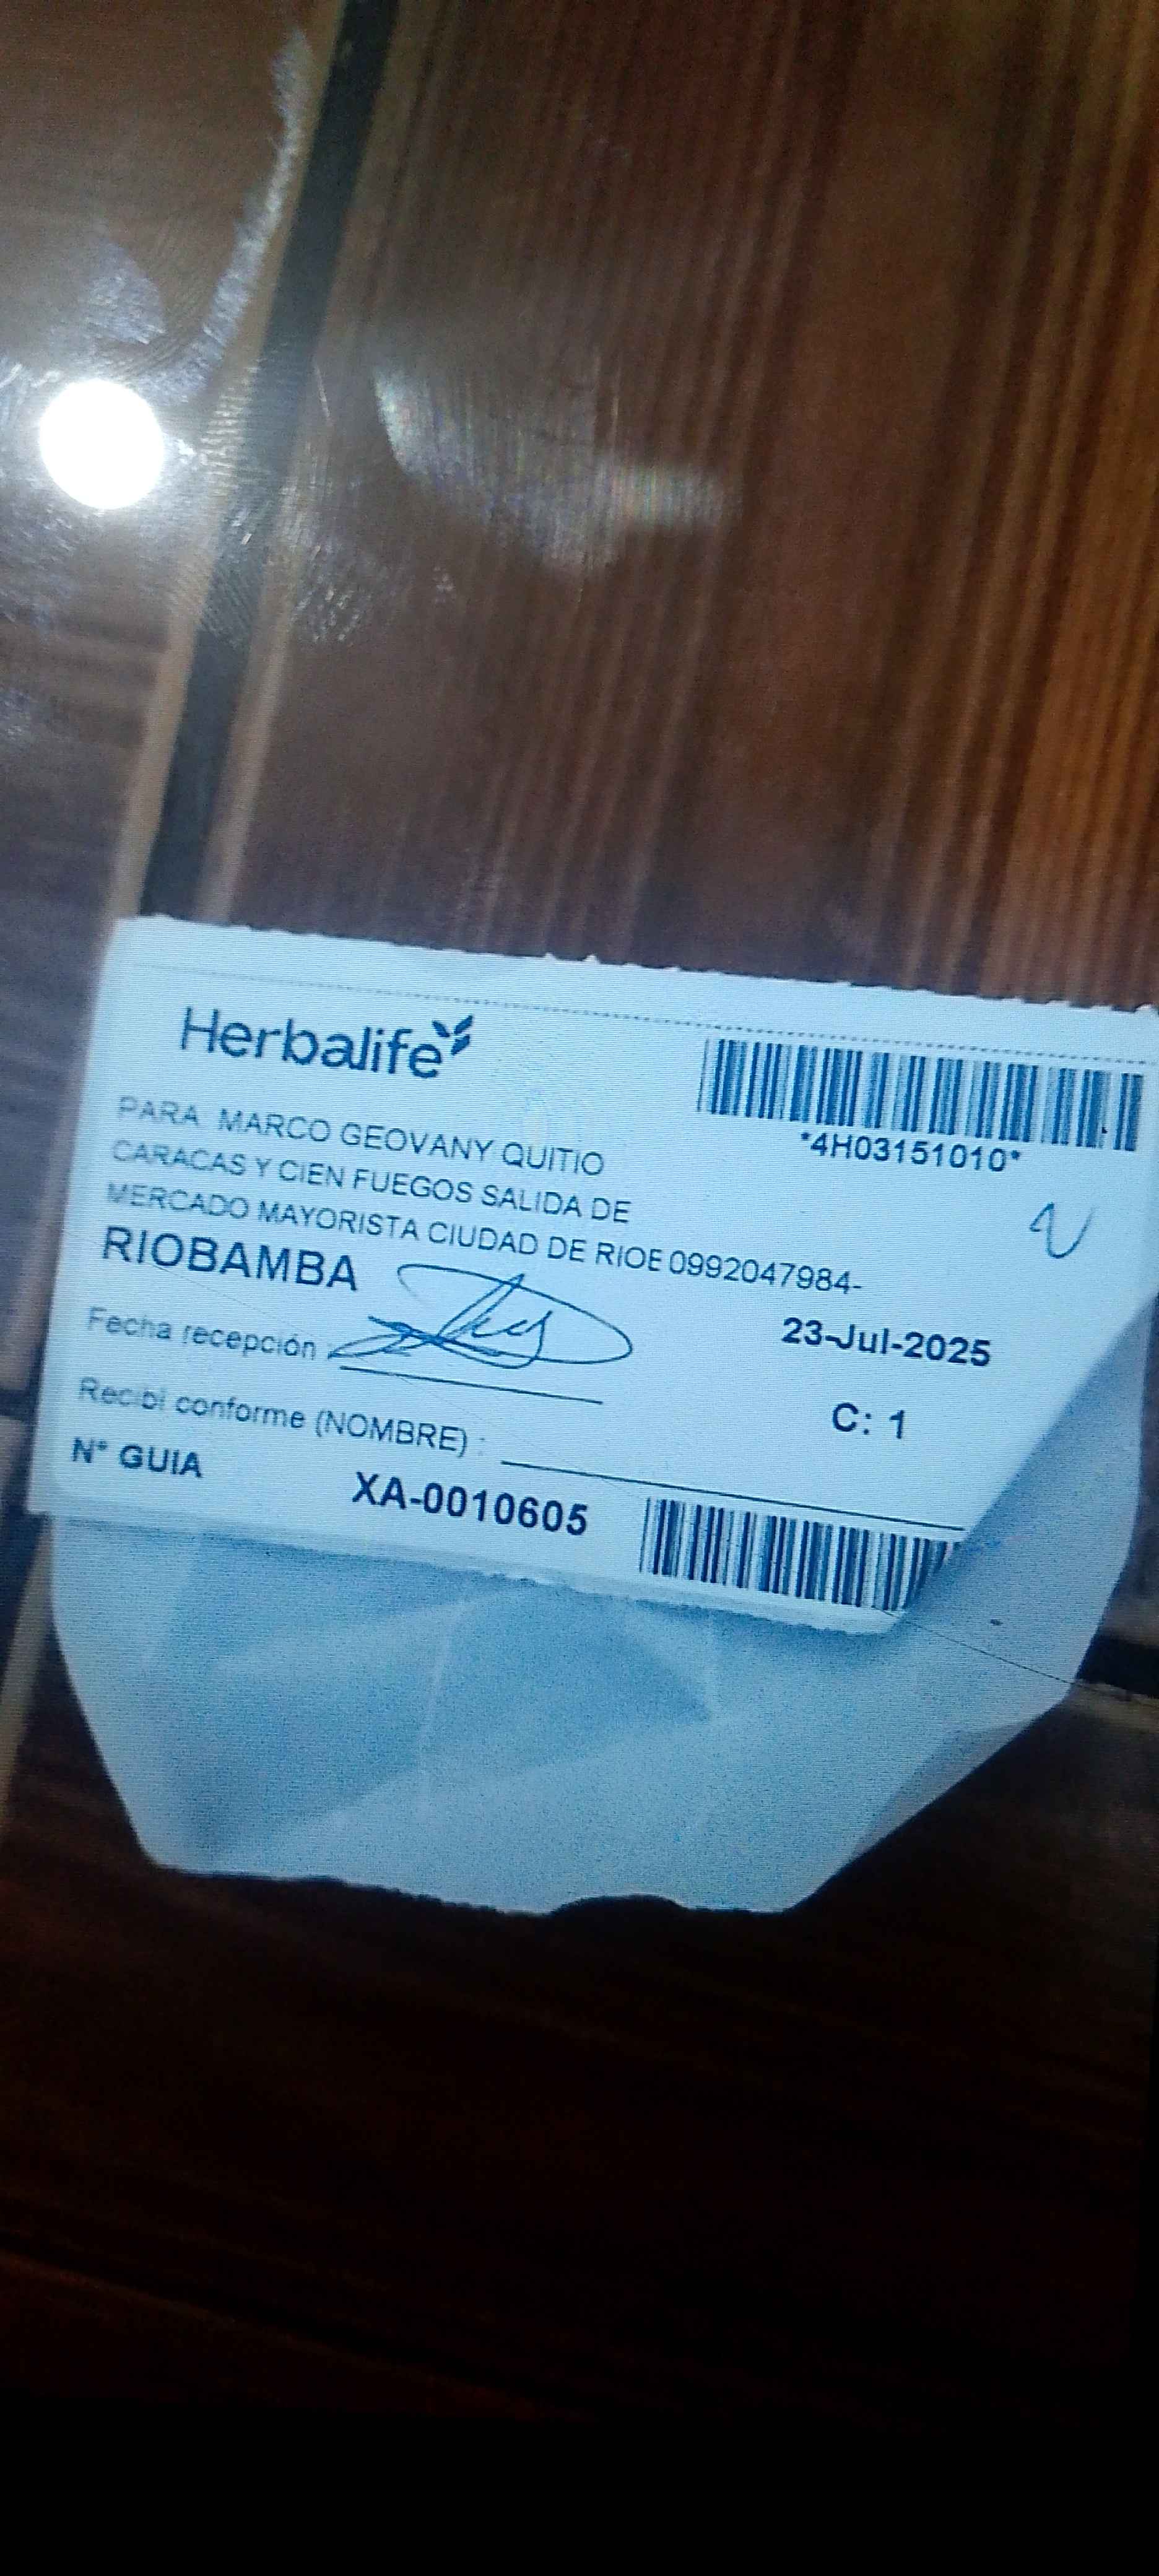 Herbalife
*4H03151010*
PARA MARCO GEOVANY QUITIO
CARACAS Y CIEN FUEGOS SALIDA DE
MERCADO MAYORISTA CIUDAD DE RIOE 0992047984-
RIOBAMBA
23-Jul-2025
Fecha recepción :
C: 1
Recibi conforme (NOMBRE) :
N° GUIA XA-0010605